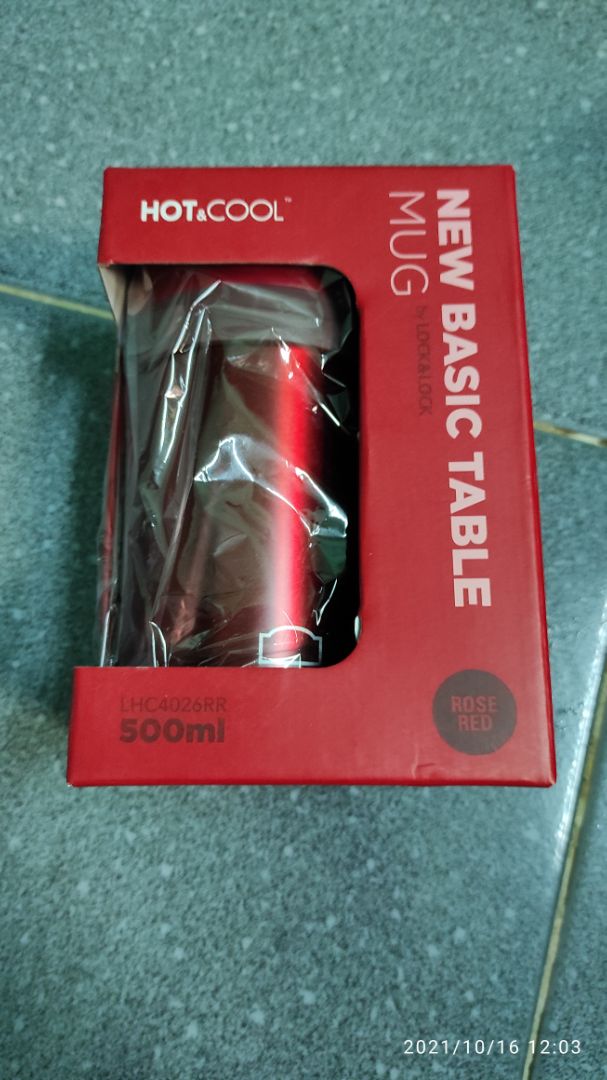 HOT&COOL™
NEW BASIC TABLE
MUG
by LOCK&LOCK
LHC4026RR
500ml
ROSE
RED
2021/10/16 12:03